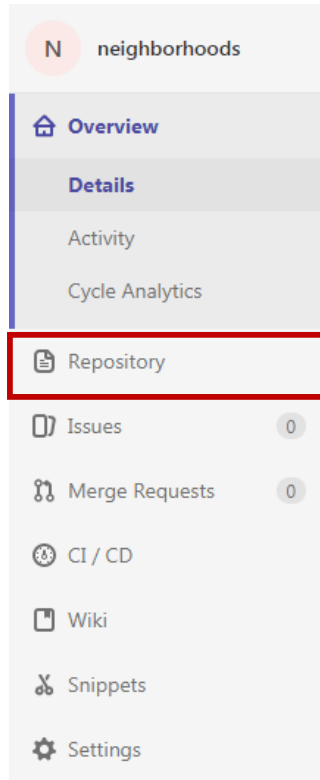 N neighborhoods
Overview
Details
Activity
Cycle Analytics
Repository
Issues 0
Merge Requests 0
CI / CD
Wiki
Snippets
Settings